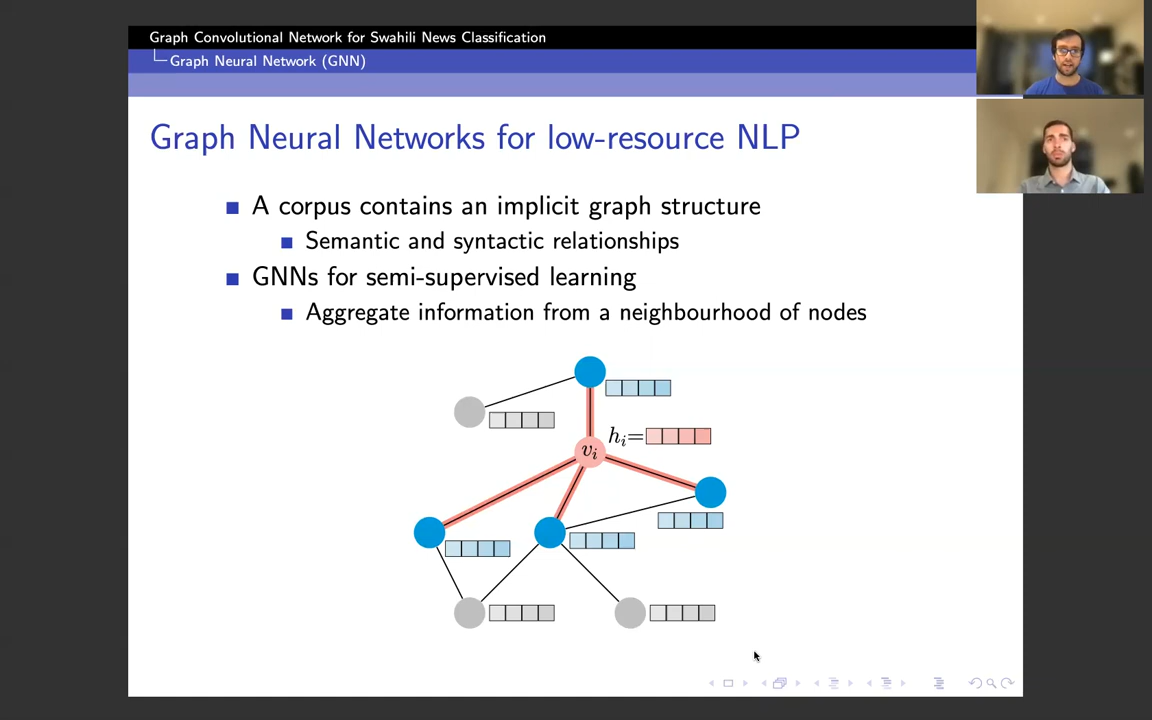 Graph Convolutional Network for Swahili News Classification
Graph Neural Network (GNN)
Graph Neural Networks for low-resource NLP
A corpus contains an implicit graph structure
Semantic and syntactic relationships
GNNs for semi-supervised learning
Aggregate information from a neighbourhood of nodes
hᵢ=
vᵢ